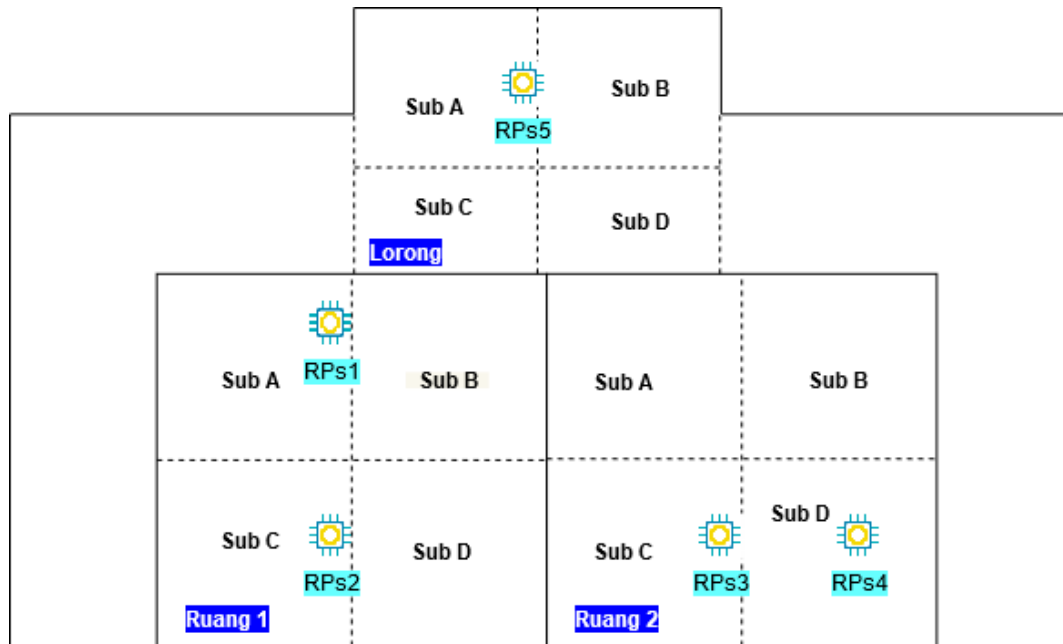 Sub A
Sub B
RPs5
Sub C
Sub D
Lorong
RPs1
Sub A
Sub B
Sub A
Sub B
Sub C
RPs2
Sub D
Ruang 1
Sub C
RPs3
Sub D
RPs4
Ruang 2